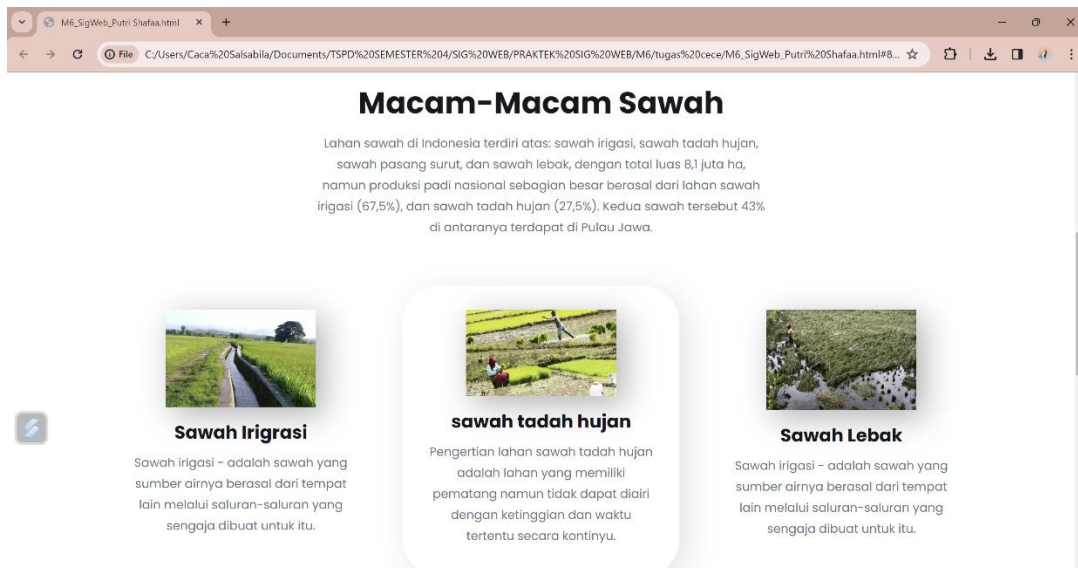 M6_SigWeb_Putri Shafaa.html
File C:/Users/Caca%20Salsabila/Documents/TSPD%20SEMESTER%204/SIG%20WEB/PRAKTEK%20SIG%20WEB/M6/tugas%20cece/M6_SigWeb_Putri%20Shafaa.html#8...
Macam-Macam Sawah
Lahan sawah di Indonesia terdiri atas: sawah irigasi, sawah tadah hujan,
sawah pasang surut, dan sawah lebak, dengan total luas 8,1 juta ha,
namun produksi padi nasional sebagian besar berasal dari lahan sawah
irigasi (67,5%), dan sawah tadah hujan (27,5%). Kedua sawah tersebut 43%
di antaranya terdapat di Pulau Jawa.
Sawah Irigrasi
Sawah irigasi - adalah sawah yang
sumber airnya berasal dari tempat
lain melalui saluran-saluran yang
sengaja dibuat untuk itu.
sawah tadah hujan
Pengertian lahan sawah tadah hujan
adalah lahan yang memiliki
pematang namun tidak dapat diairi
dengan ketinggian dan waktu
tertentu secara kontinyu.
Sawah Lebak
Sawah irigasi - adalah sawah yang
sumber airnya berasal dari tempat
lain melalui saluran-saluran yang
sengaja dibuat untuk itu.